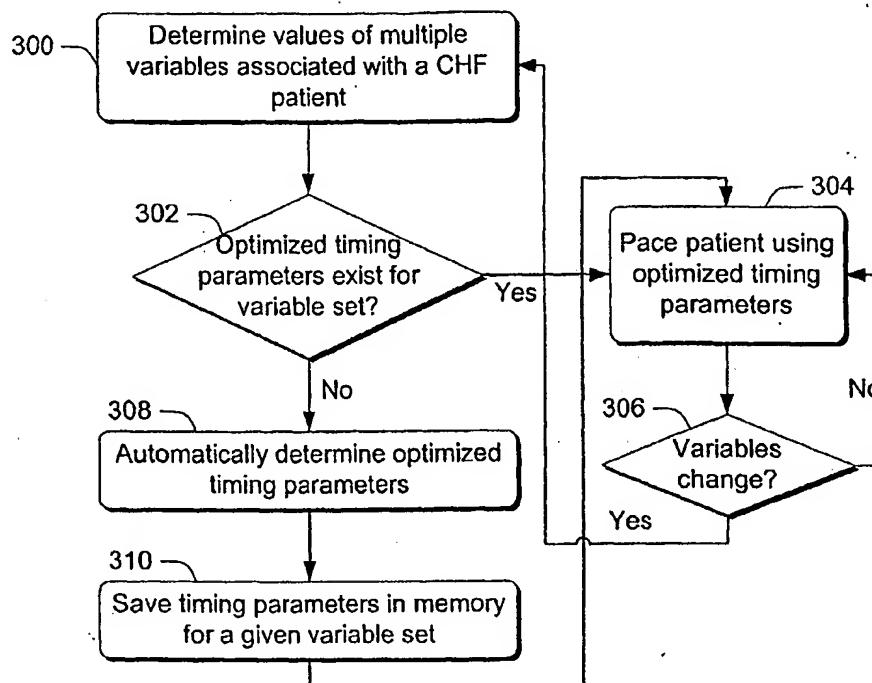 300
Determine values of multiple
variables associated with a CHF
patient
302
Optimized timing
parameters exist for
variable set?
Yes
304
Pace patient using
optimized timing
parameters
No
308
Automatically determine optimized
timing parameters
306
Variables
change?
No
Yes
310
Save timing parameters in memory
for a given variable set